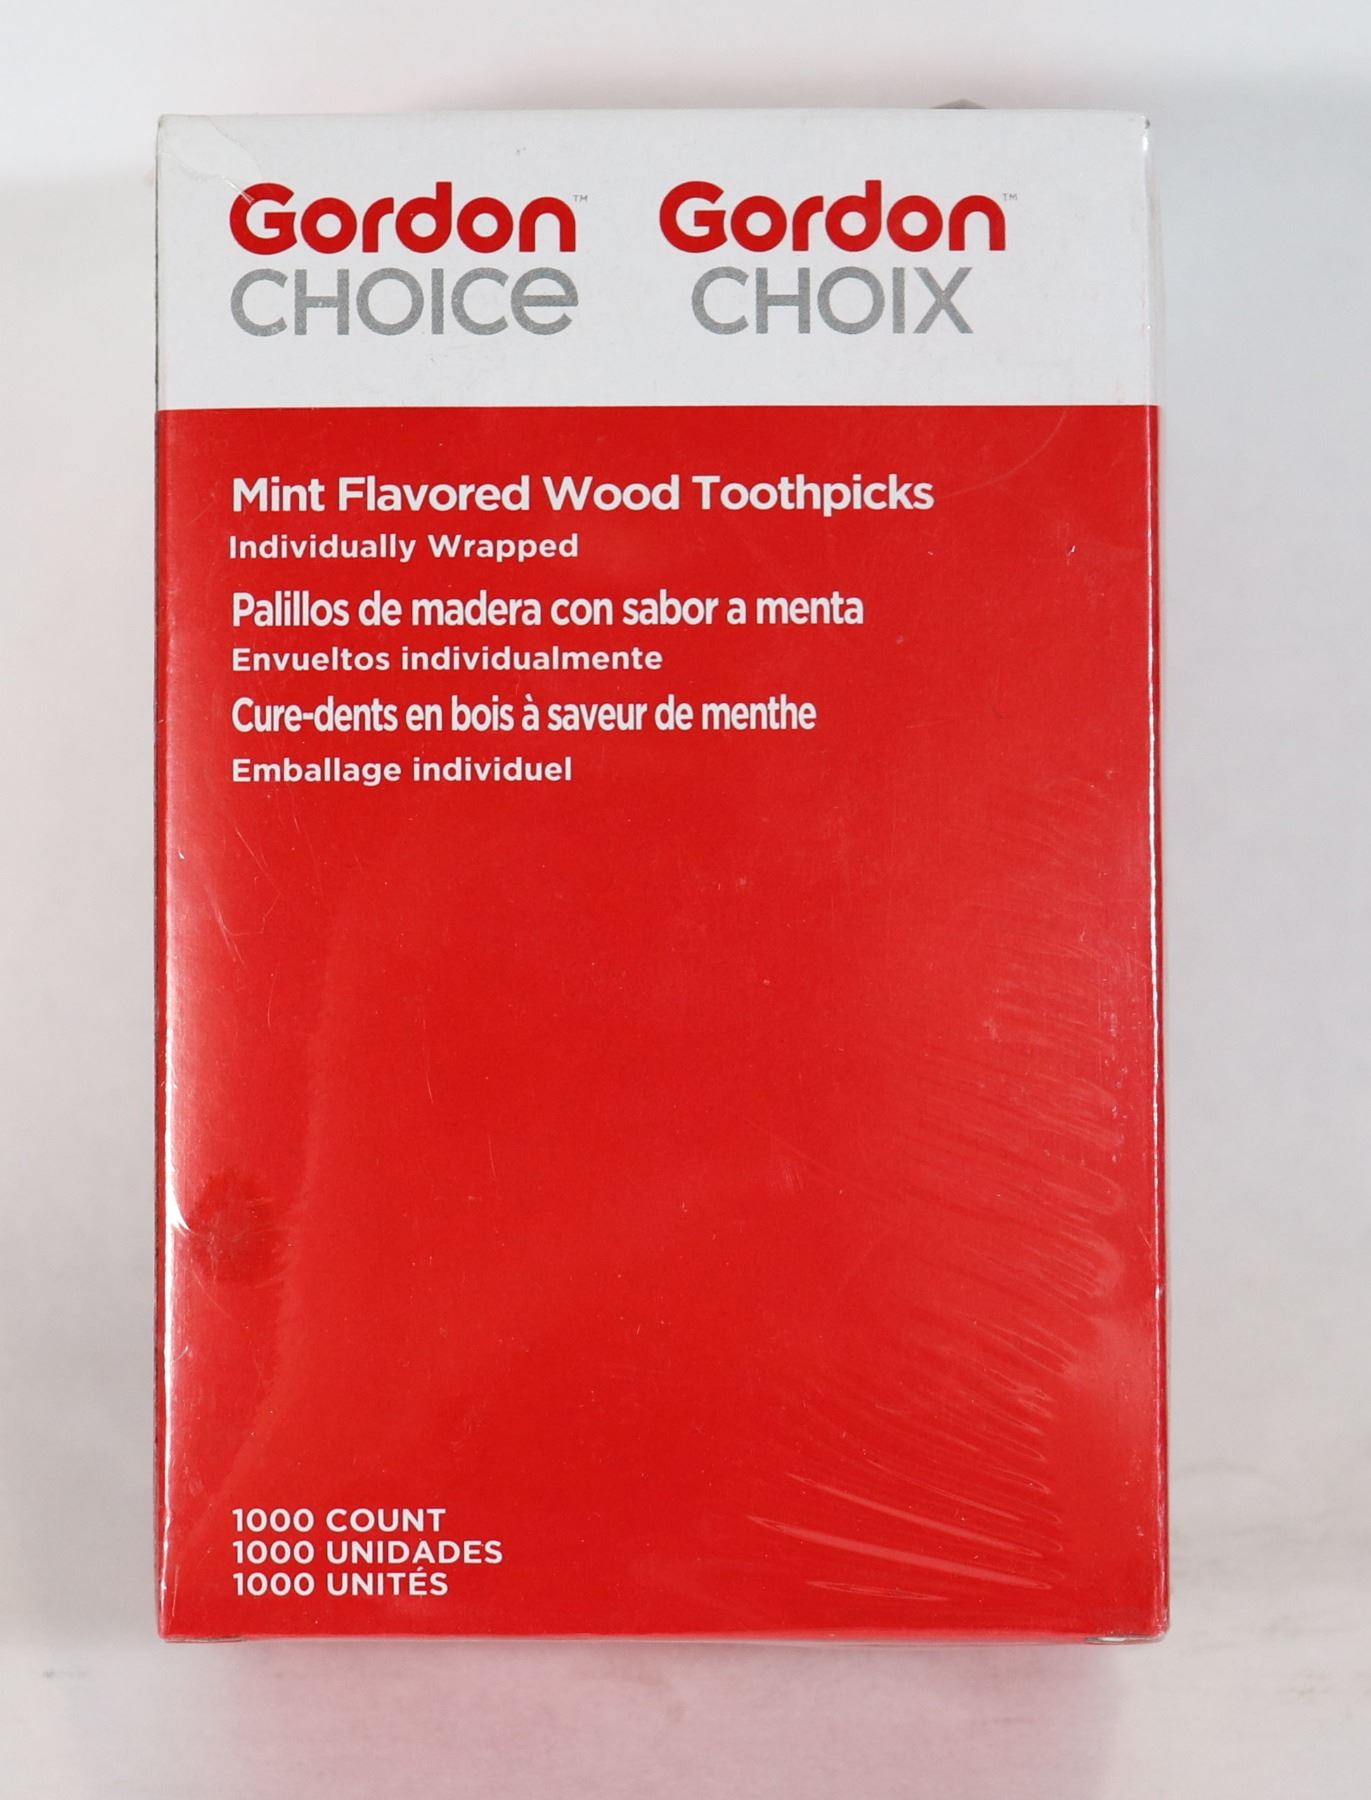 Gordon™ Gordon™
CHOICe CHOIX
Mint Flavored Wood Toothpicks
Individually Wrapped
Palillos de madera con sabor a menta
Envueltos individualmente
Cure-dents en bois à saveur de menthe
Emballage individuel
1000 COUNT
1000 UNIDADES
1000 UNITÉS